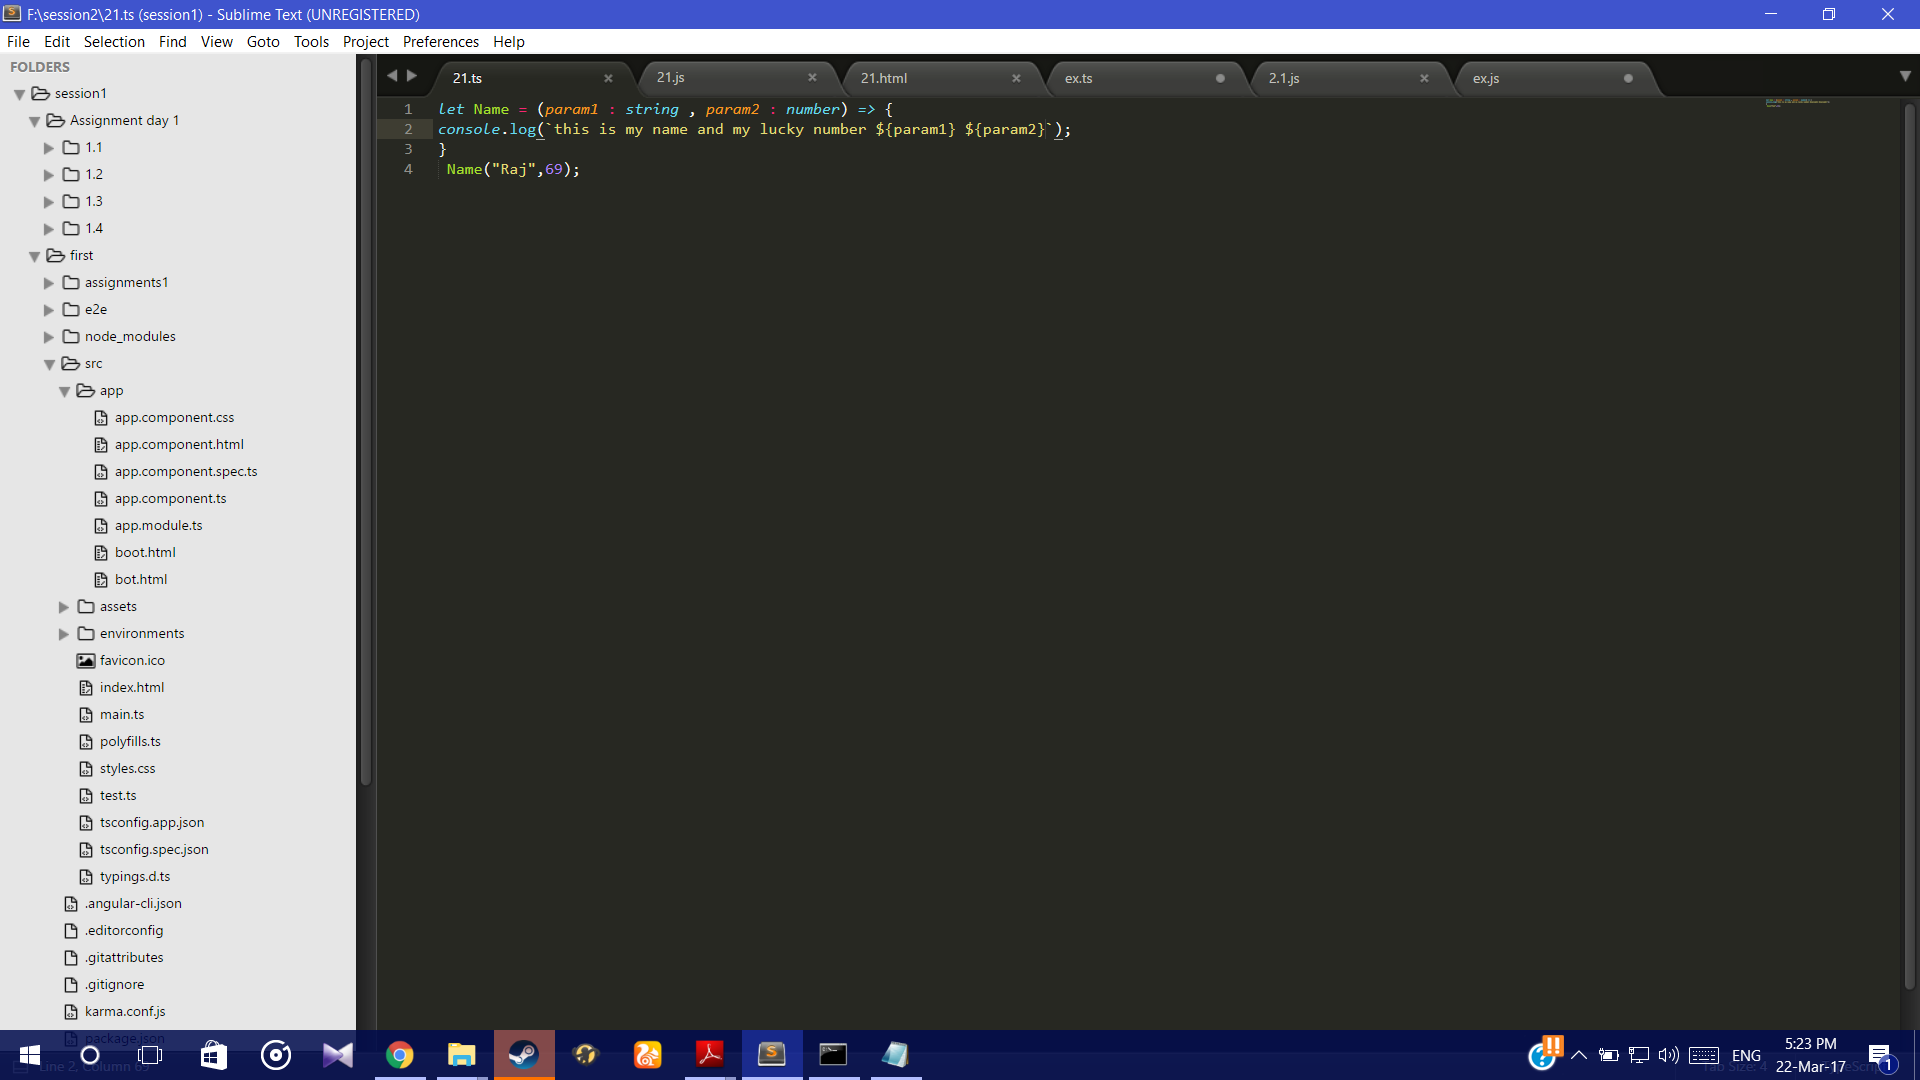 F:\session2\21.ts (session1) - Sublime Text (UNREGISTERED)
File Edit Selection Find View Goto Tools Project Preferences Help
FOLDERS
session1
Assignment day 1
1.1
1.2
1.3
1.4
first
assignments1
e2e
node_modules
src
app
app.component.css
app.component.html
app.component.spec.ts
app.component.ts
app.module.ts
boot.html
bot.html
assets
environments
favicon.ico
index.html
main.ts
polyfills.ts
styles.css
test.ts
tsconfig.app.json
tsconfig.spec.json
typings.d.ts
.angular-cli.json
.editorconfig
.gitattributes
.gitignore
karma.conf.js
package.json
21.ts 21.js 21.html ex.ts 2.1.js ex.js
1 let Name = (param1 : string , param2 : number) => {
2 console.log(`this is my name and my lucky number ${param1} ${param2}`);
3 }
4 Name("Raj",69);
Line 2, Column 69
ENG
5:23 PM
22-Mar-17
1